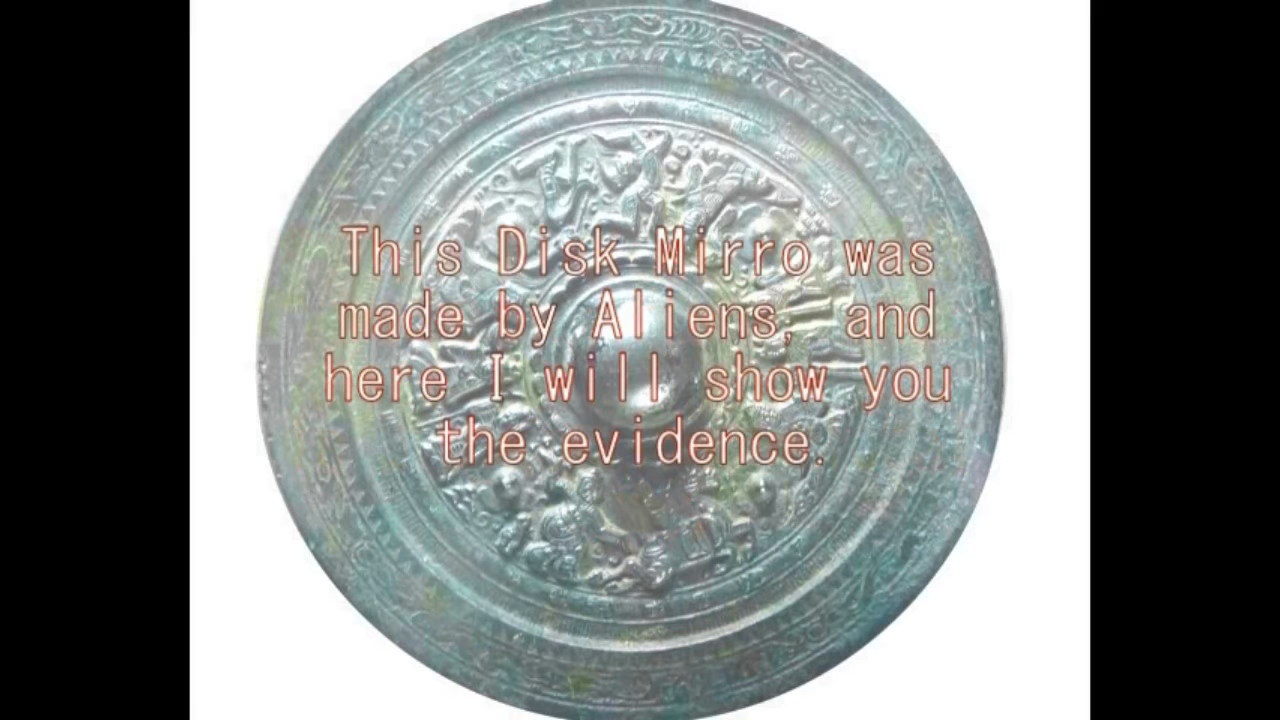 This Disk Mirro was
made by Aliens, and
here I will show you
the evidence.